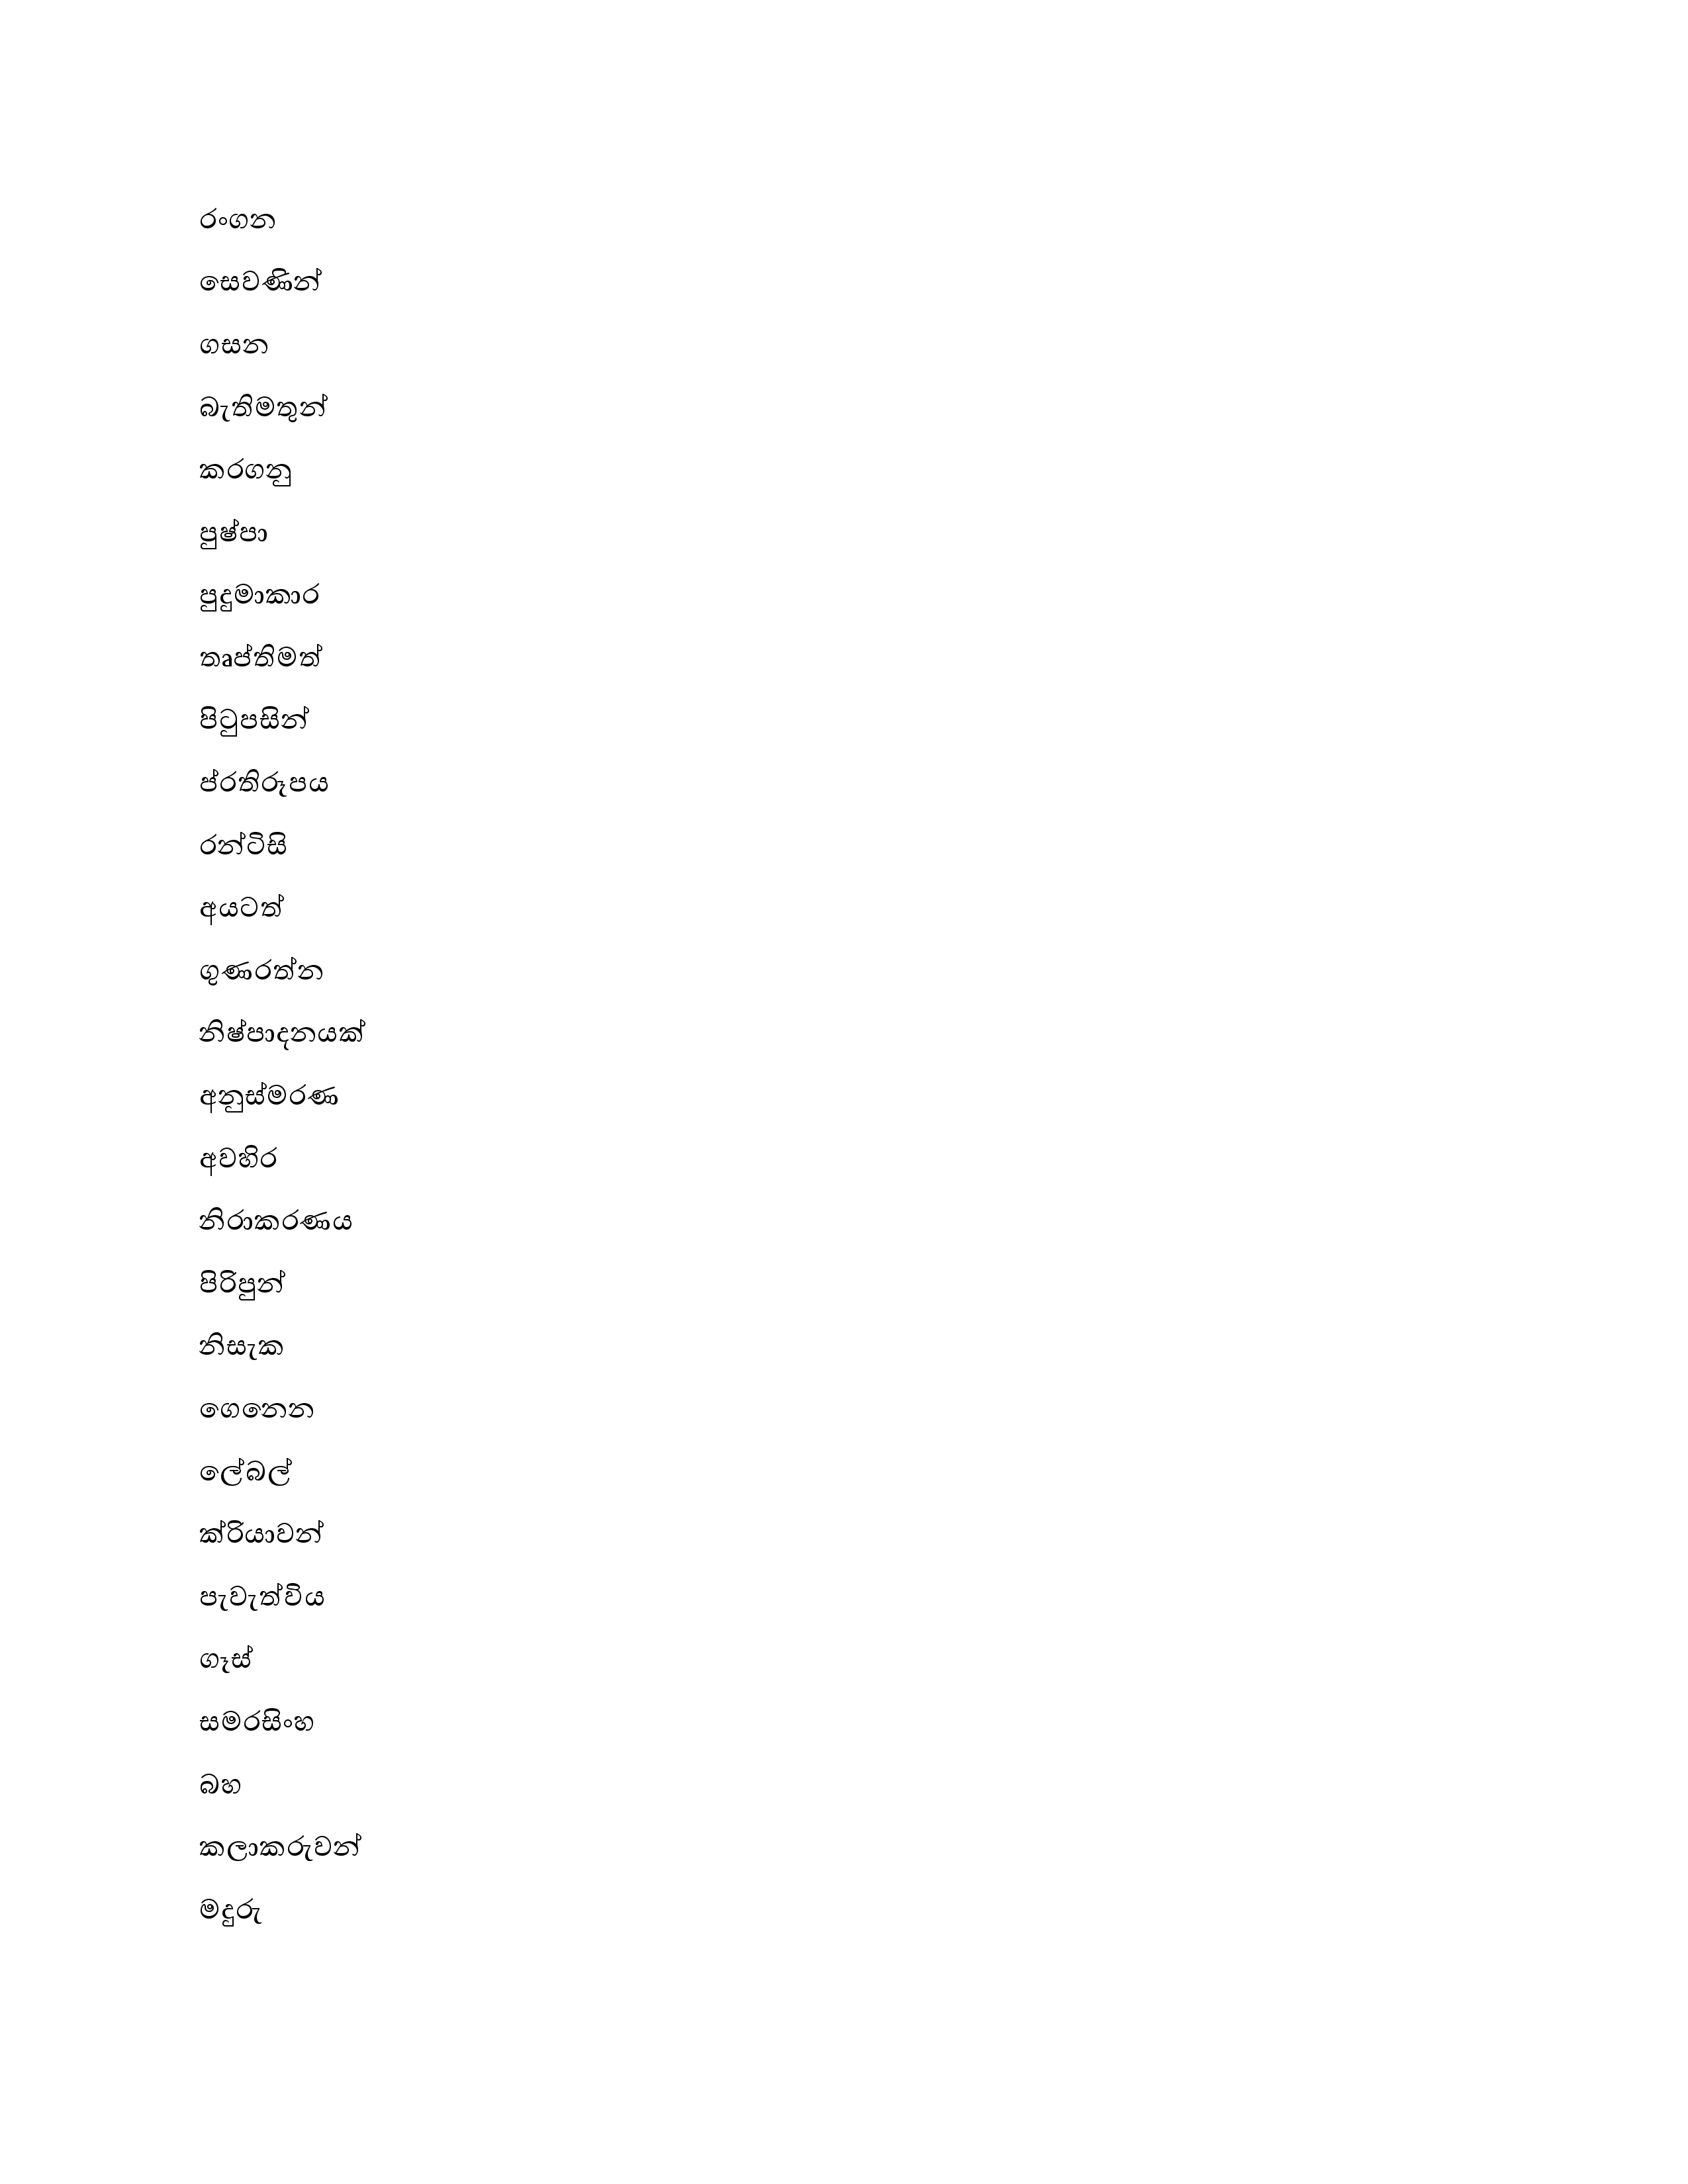 රංගන
සෙවණින්
ගසන
බැතිමතුන්
කරගනු
පුෂ්පා
පුදුමාකාර
තෘප්තිමත්
පිටුපසින්
ප්රතිරූපය
රන්ටිසි
අයටත්
ගුණරත්න
නිෂ්පාදනයක්
අනුස්මරණ
අවහිර
නිරාකරණය
පිරිපුන්
නිසැක
ගෙනෙන
ලේබල්
ක්රියාවන්
පැවැත්විය
ගෑස්
සමරසිංහ
බහ
කලාකරුවන්
මදුරු